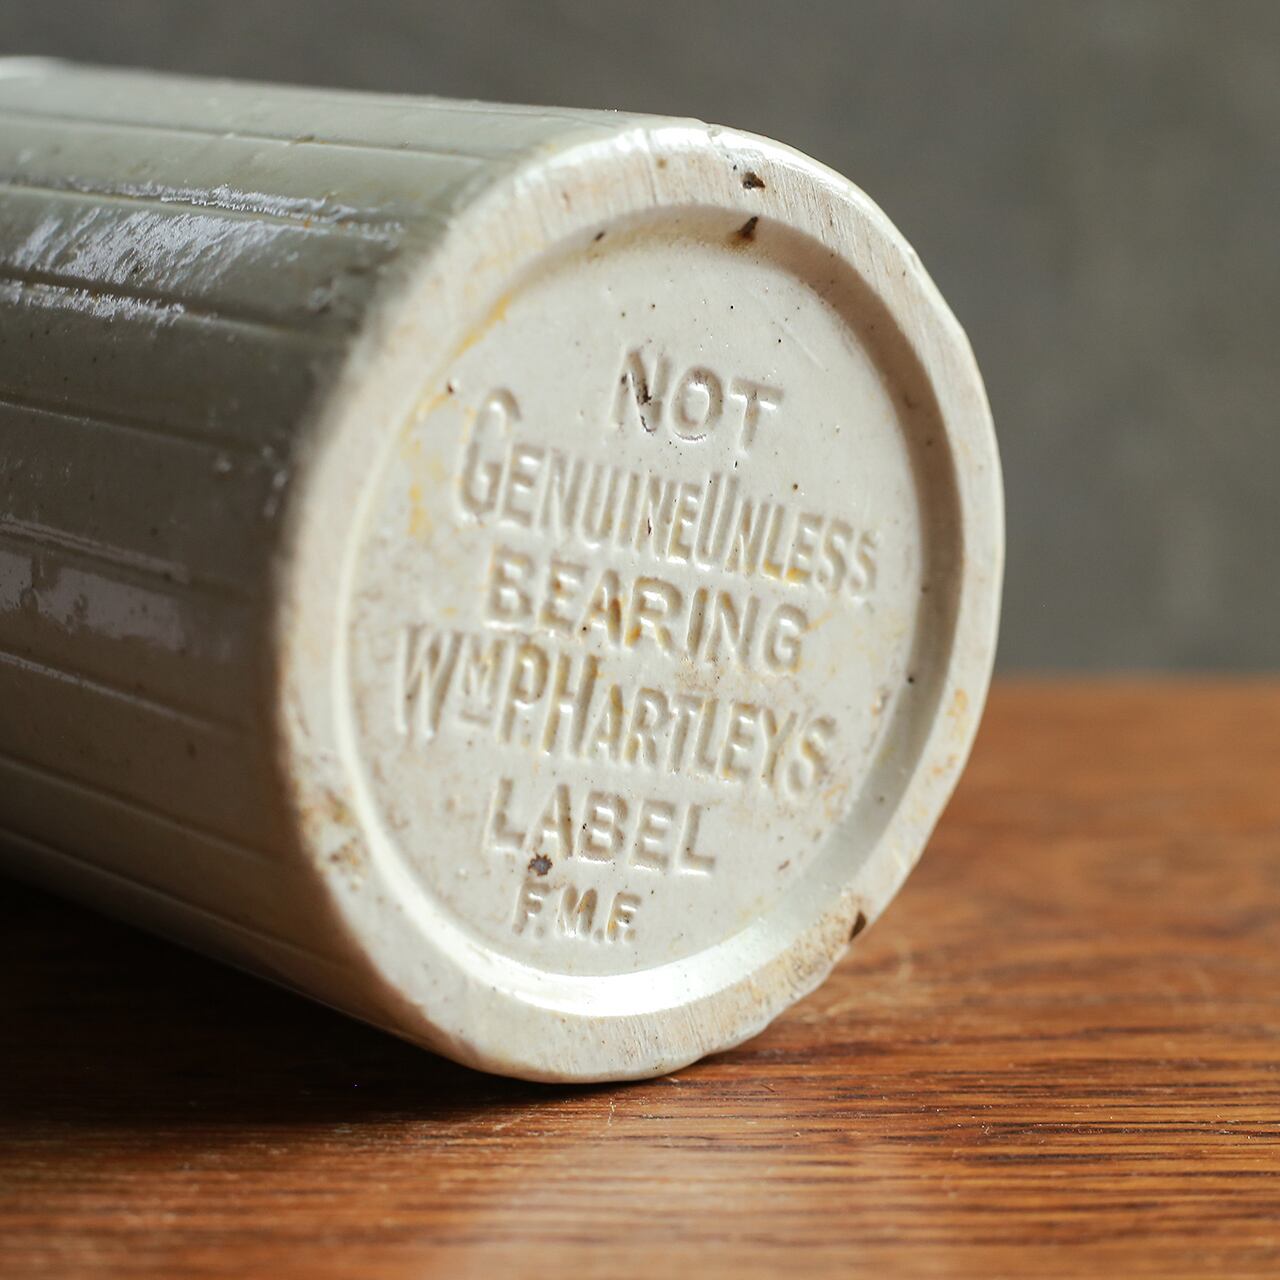 NOT
GENUINE UNLESS
BEARING
WM P. HARTLEY'S
LABEL
F.M.F.